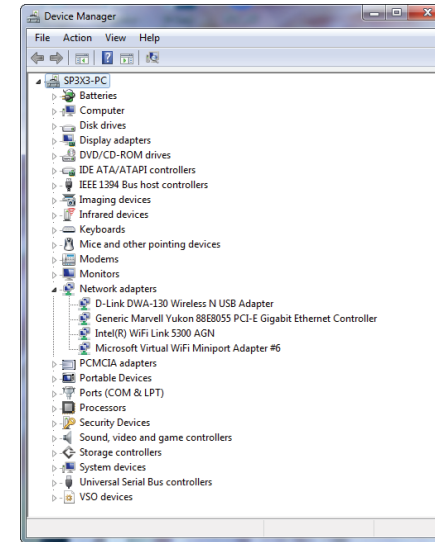 Device Manager
File Action View Help
SP3X3-PC
Batteries
Computer
Disk drives
Display adapters
DVD/CD-ROM drives
IDE ATA/ATAPI controllers
IEEE 1394 Bus host controllers
Imaging devices
Infrared devices
Keyboards
Mice and other pointing devices
Modems
Monitors
Network adapters
D-Link DWA-130 Wireless N USB Adapter
Generic Marvell Yukon 88E8055 PCI-E Gigabit Ethernet Controller
Intel(R) WiFi Link 5300 AGN
Microsoft Virtual WiFi Miniport Adapter #6
PCMCIA adapters
Portable Devices
Ports (COM & LPT)
Processors
Security Devices
Sound, video and game controllers
Storage controllers
System devices
Universal Serial Bus controllers
VSO devices